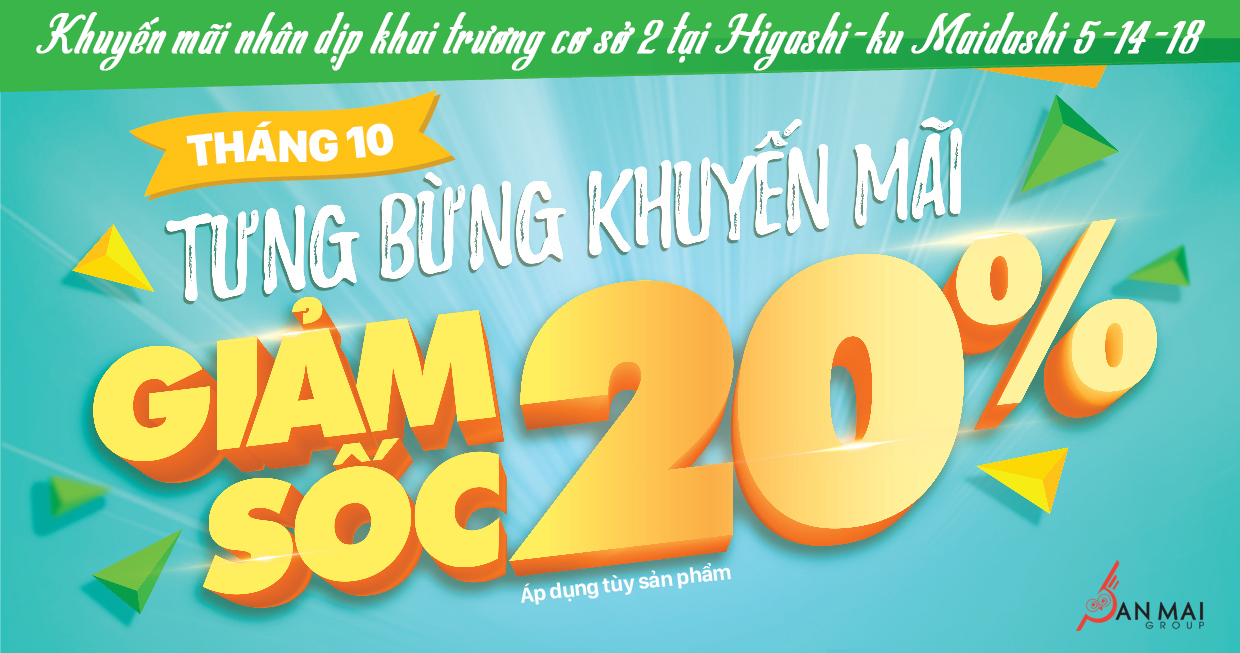 Khuyến mãi nhân dịp khai trương cơ sở 2 tại Higashi-ku Maidashi 5-14-18
THÁNG 10
TƯNG BỪNG KHUYẾN MÃI
GIẢM
SỐC
20%
Áp dụng tùy sản phẩm
SAN MAI
GROUP